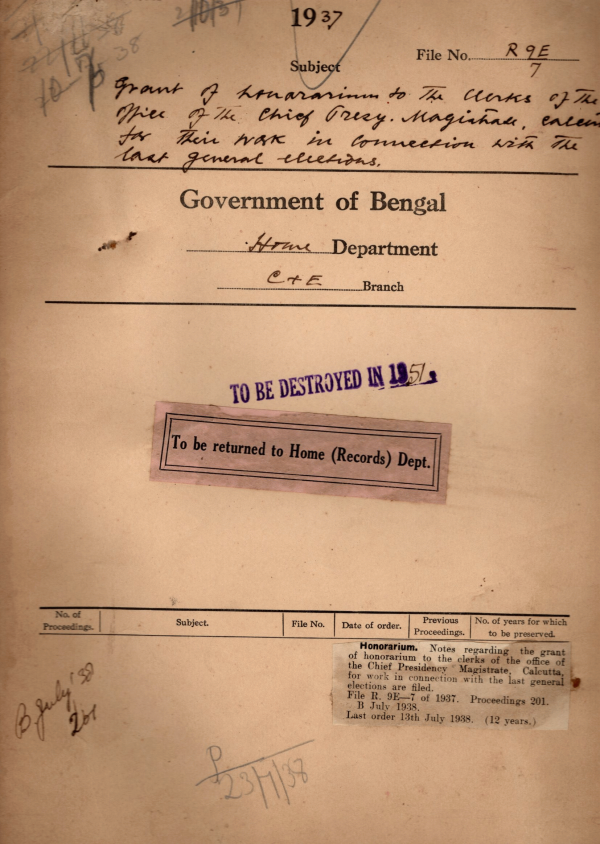 1937
File No. R 9E/7
Subject
Grant of honorarium to the clerks of the
office of the Chief Presy. Magistrate,
for their work in connection with the
last general elections.
Government of Bengal
Home Department
C & E Branch
TO BE DESTROYED IN 1951
To be returned to Home (Records) Dept.
No. of Proceedings. Subject. File No. Date of order. Previous Proceedings. No. of years for which to be preserved.
Honorarium. Notes regarding the grant
of honorarium to the clerks of the office of
the Chief Presidency Magistrate, Calcutta,
for work in connection with the last general
elections are filed.
File R. 9E—7 of 1937. Proceedings 201.
B July 1938.
Last order 13th July 1938. (12 years.)
B July '38
201
P
23/7/38